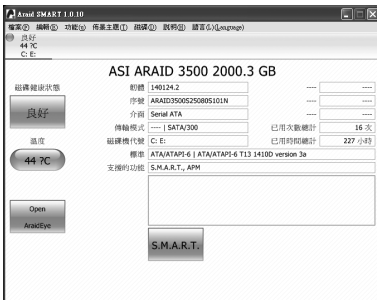 Araid SMART 1.0.10
檔案(F) 編輯(E) 功能(u) 佈景主題(T) 磁碟(D) 說明(H) 語言(L)(Language)
良好
44 ?C
C: E:
ASI ARAID 3500 2000.3 GB
磁碟健康狀態
良好
溫度
44 ?C
Open
AraidEye
韌體 140124.2 ---- ----
序號 ARAID3500S25080S101N ---- ----
介面 Serial ATA ---- ----
傳輸模式 ---- | SATA/300 已用次數總計 16 次
磁碟機代號 C: E: 已用時間總計 227 小時
標準 ATA/ATAPI-6 | ATA/ATAPI-6 T13 1410D version 3a
支援的功能 S.M.A.R.T., APM
S.M.A.R.T.